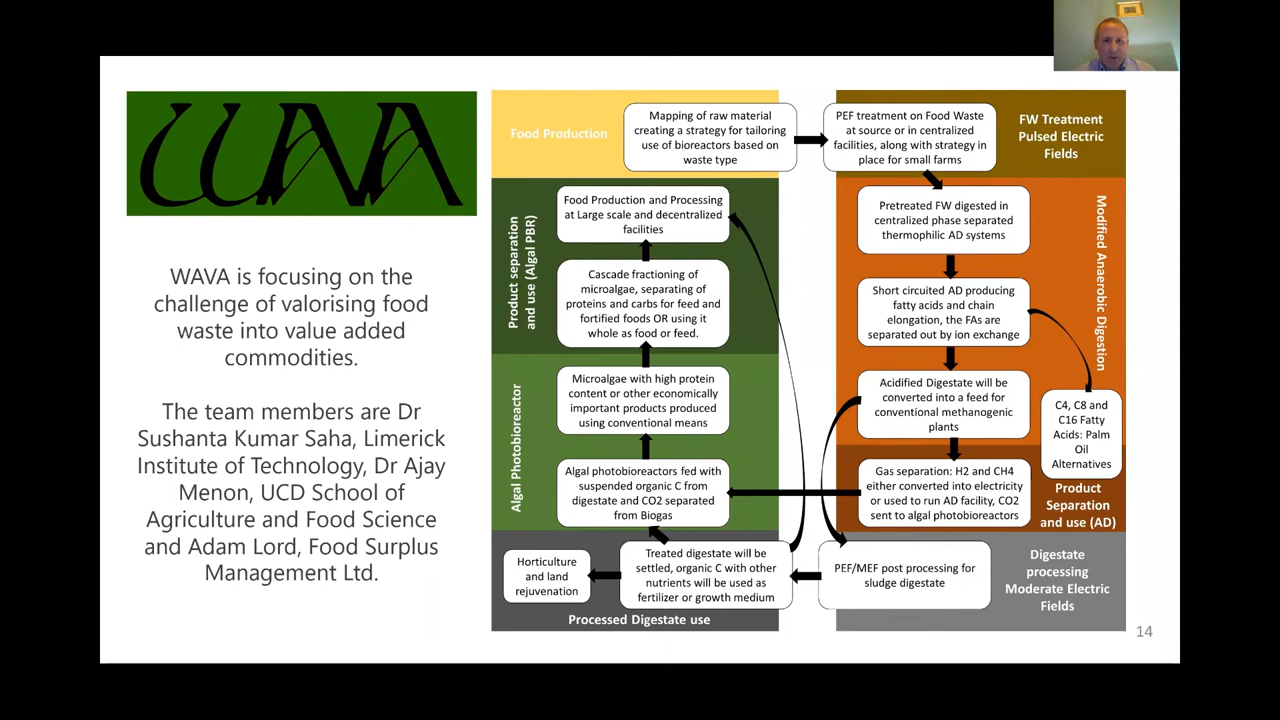 WAVA
WAVA is focusing on the
challenge of valorising food
waste into value added
commodities.
The team members are Dr
Sushanta Kumar Saha, Limerick
Institute of Technology, Dr Ajay
Menon, UCD School of
Agriculture and Food Science
and Adam Lord, Food Surplus
Management Ltd.
Food Production
Mapping of raw material
creating a strategy for tailoring
use of bioreactors based on
waste type
PEF treatment on Food Waste
at source or in centralized
facilities, along with strategy in
place for small farms
FW Treatment
Pulsed Electric
Fields
Product separation
and use (Algal PBR)
Food Production and Processing
at Large scale and decentralized
facilities
Cascade fractioning of
microalgae, separating of
proteins and carbs for feed and
fortified foods OR using it
whole as food or feed.
Pretreated FW digested in
centralized phase separated
thermophilic AD systems
Short circuited AD producing
fatty acids and chain
elongation, the FAs are
separated out by ion exchange
Modified Anaerobic Digestion
Algal Photobioreactor
Microalgae with high protein
content or other economically
important products produced
using conventional means
Acidified Digestate will be
converted into a feed for
conventional methanogenic
plants
C4, C8 and
C16 Fatty
Acids: Palm
Oil
Alternatives
Algal photobioreactors fed with
suspended organic C from
digestate and CO2 separated
from Biogas
Gas separation: H2 and CH4
either converted into electricity
or used to run AD facility, CO2
sent to algal photobioreactors
Product
Separation
and use (AD)
Horticulture
and land
rejuvenation
Treated digestate will be
settled, organic C with other
nutrients will be used as
fertilizer or growth medium
PEF/MEF post processing for
sludge digestate
Digestate
processing
Moderate Electric
Fields
Processed Digestate use
14